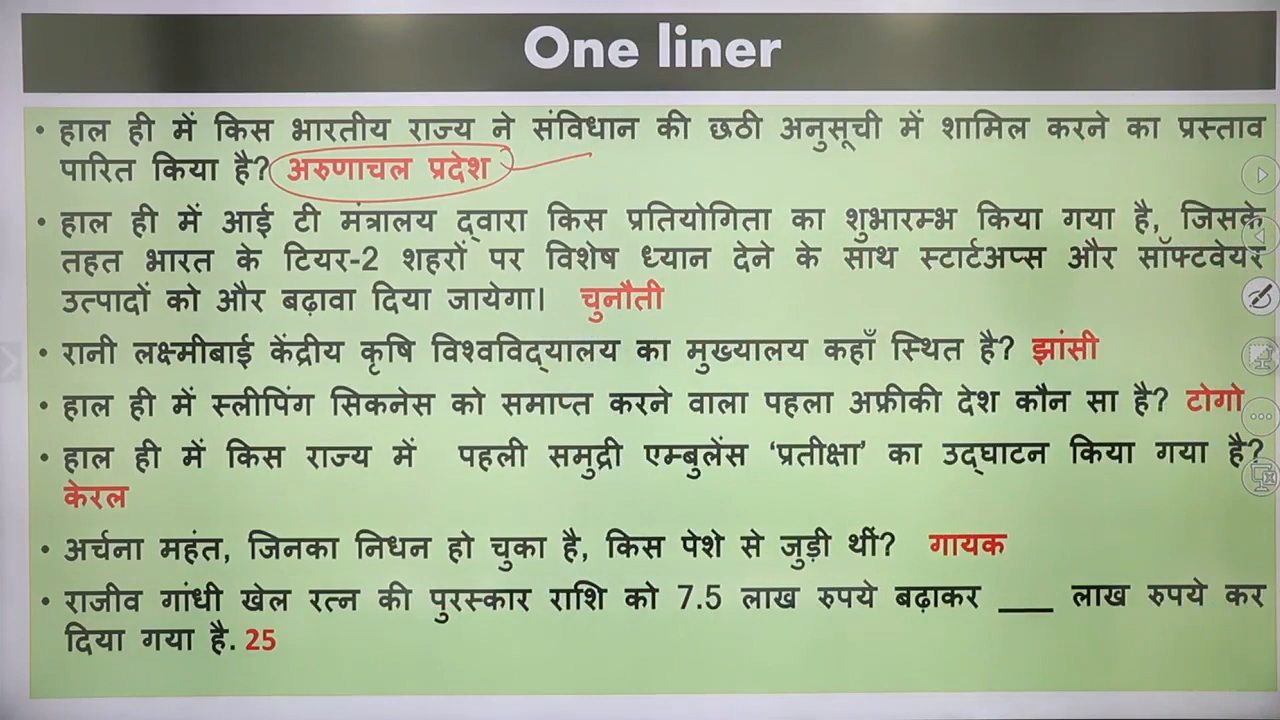 One liner
• हाल ही में किस भारतीय राज्य ने संविधान की छठी अनुसूची में शामिल करने का प्रस्ताव
पारित किया है? अरुणाचल प्रदेश
• हाल ही में आई टी मंत्रालय द्वारा किस प्रतियोगिता का शुभारम्भ किया गया है, जिसके
तहत भारत के टियर-2 शहरों पर विशेष ध्यान देने के साथ स्टार्टअप्स और सॉफ्टवेयर
उत्पादों को और बढ़ावा दिया जायेगा। चुनौती
• रानी लक्ष्मीबाई केंद्रीय कृषि विश्वविद्यालय का मुख्यालय कहाँ स्थित है? झांसी
• हाल ही में स्लीपिंग सिकनेस को समाप्त करने वाला पहला अफ्रीकी देश कौन सा है? टोगो
• हाल ही में किस राज्य में पहली समुद्री एम्बुलेंस ‘प्रतीक्षा’ का उद्घाटन किया गया है?
केरल
• अर्चना महंत, जिनका निधन हो चुका है, किस पेशे से जुड़ी थीं? गायक
• राजीव गांधी खेल रत्न की पुरस्कार राशि को 7.5 लाख रुपये बढ़ाकर ___ लाख रुपये कर
दिया गया है. 25